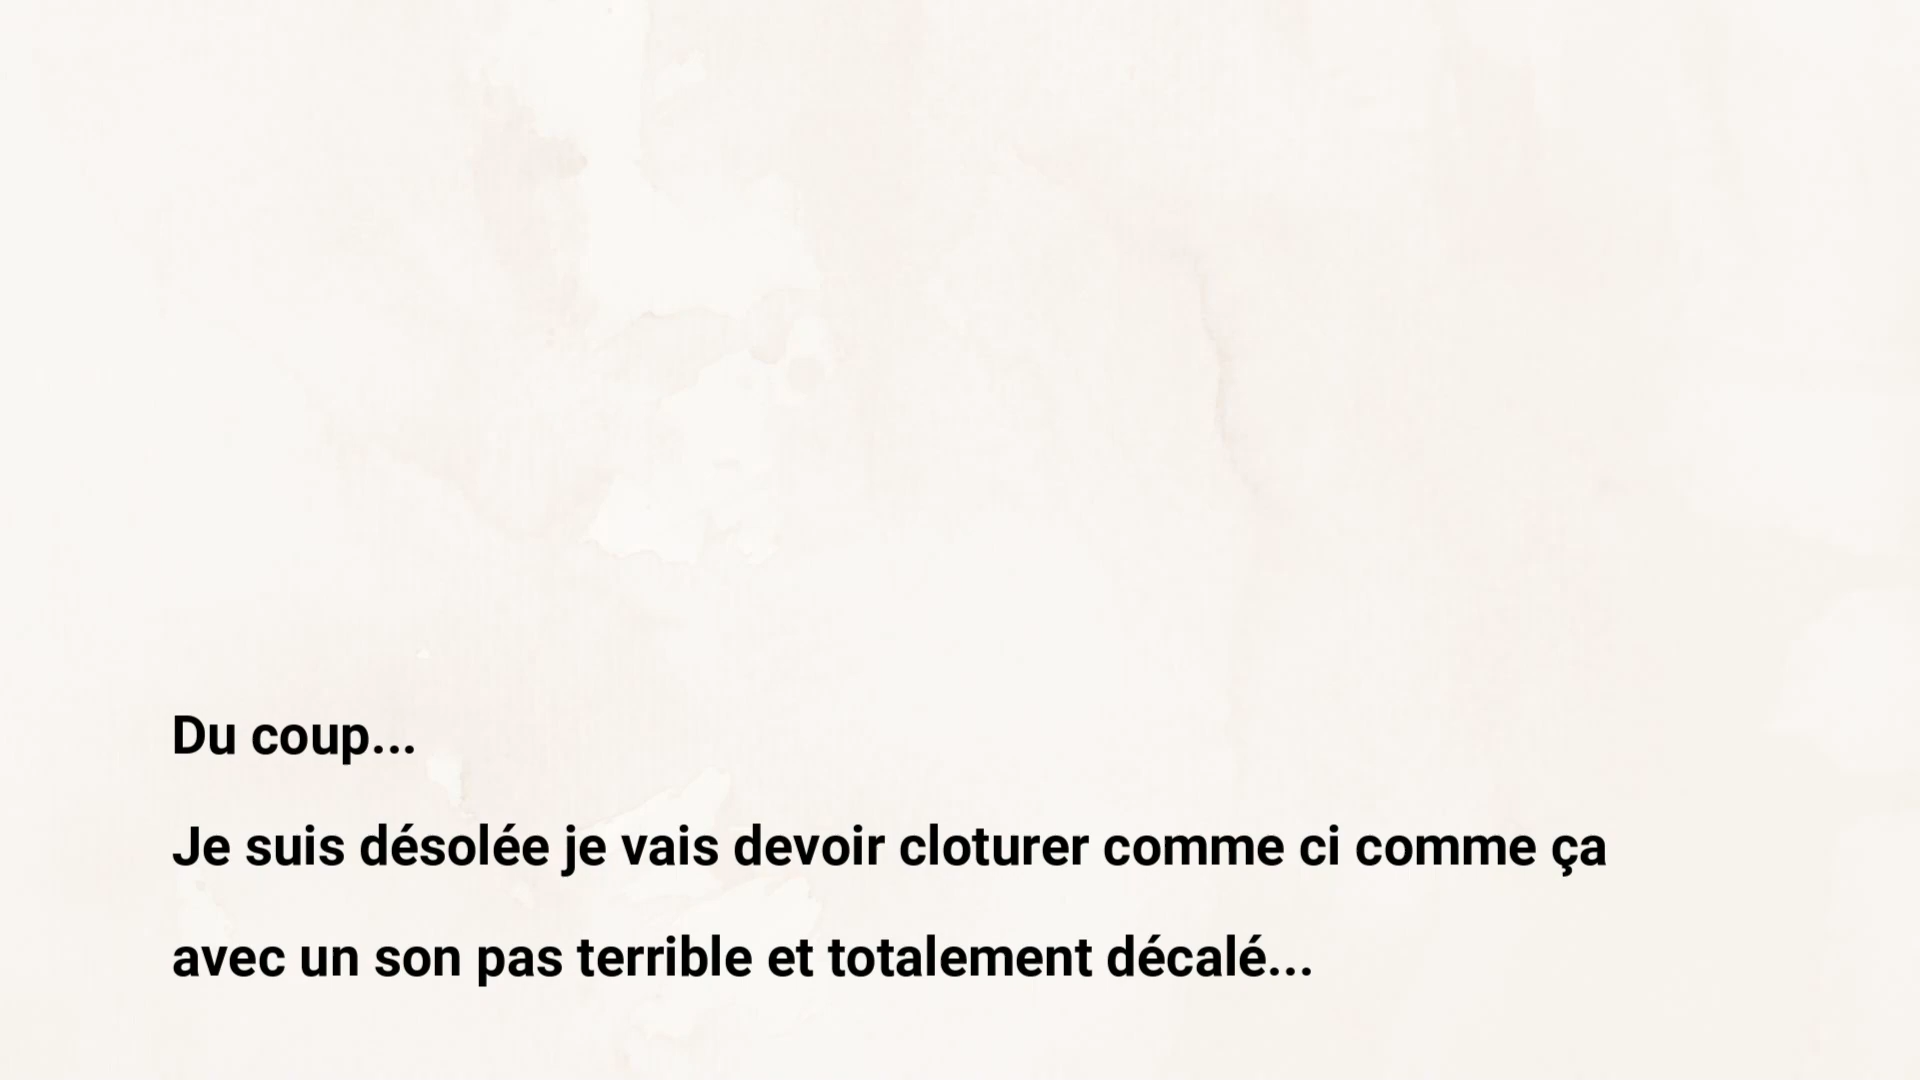 Du coup...
Je suis désolée je vais devoir cloturer comme ci comme ça
avec un son pas terrible et totalement décalé...